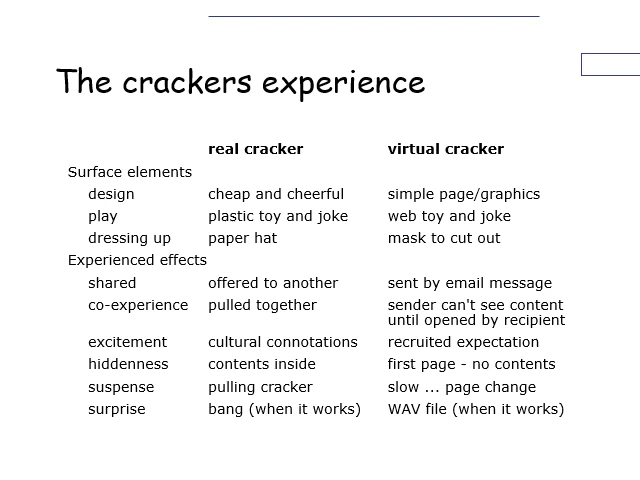 The crackers experience
real cracker virtual cracker
Surface elements
design cheap and cheerful simple page/graphics
play plastic toy and joke web toy and joke
dressing up paper hat mask to cut out
Experienced effects
shared offered to another sent by email message
co-experience pulled together sender can't see content
until opened by recipient
excitement cultural connotations recruited expectation
hiddenness contents inside first page - no contents
suspense pulling cracker slow ... page change
surprise bang (when it works) WAV file (when it works)